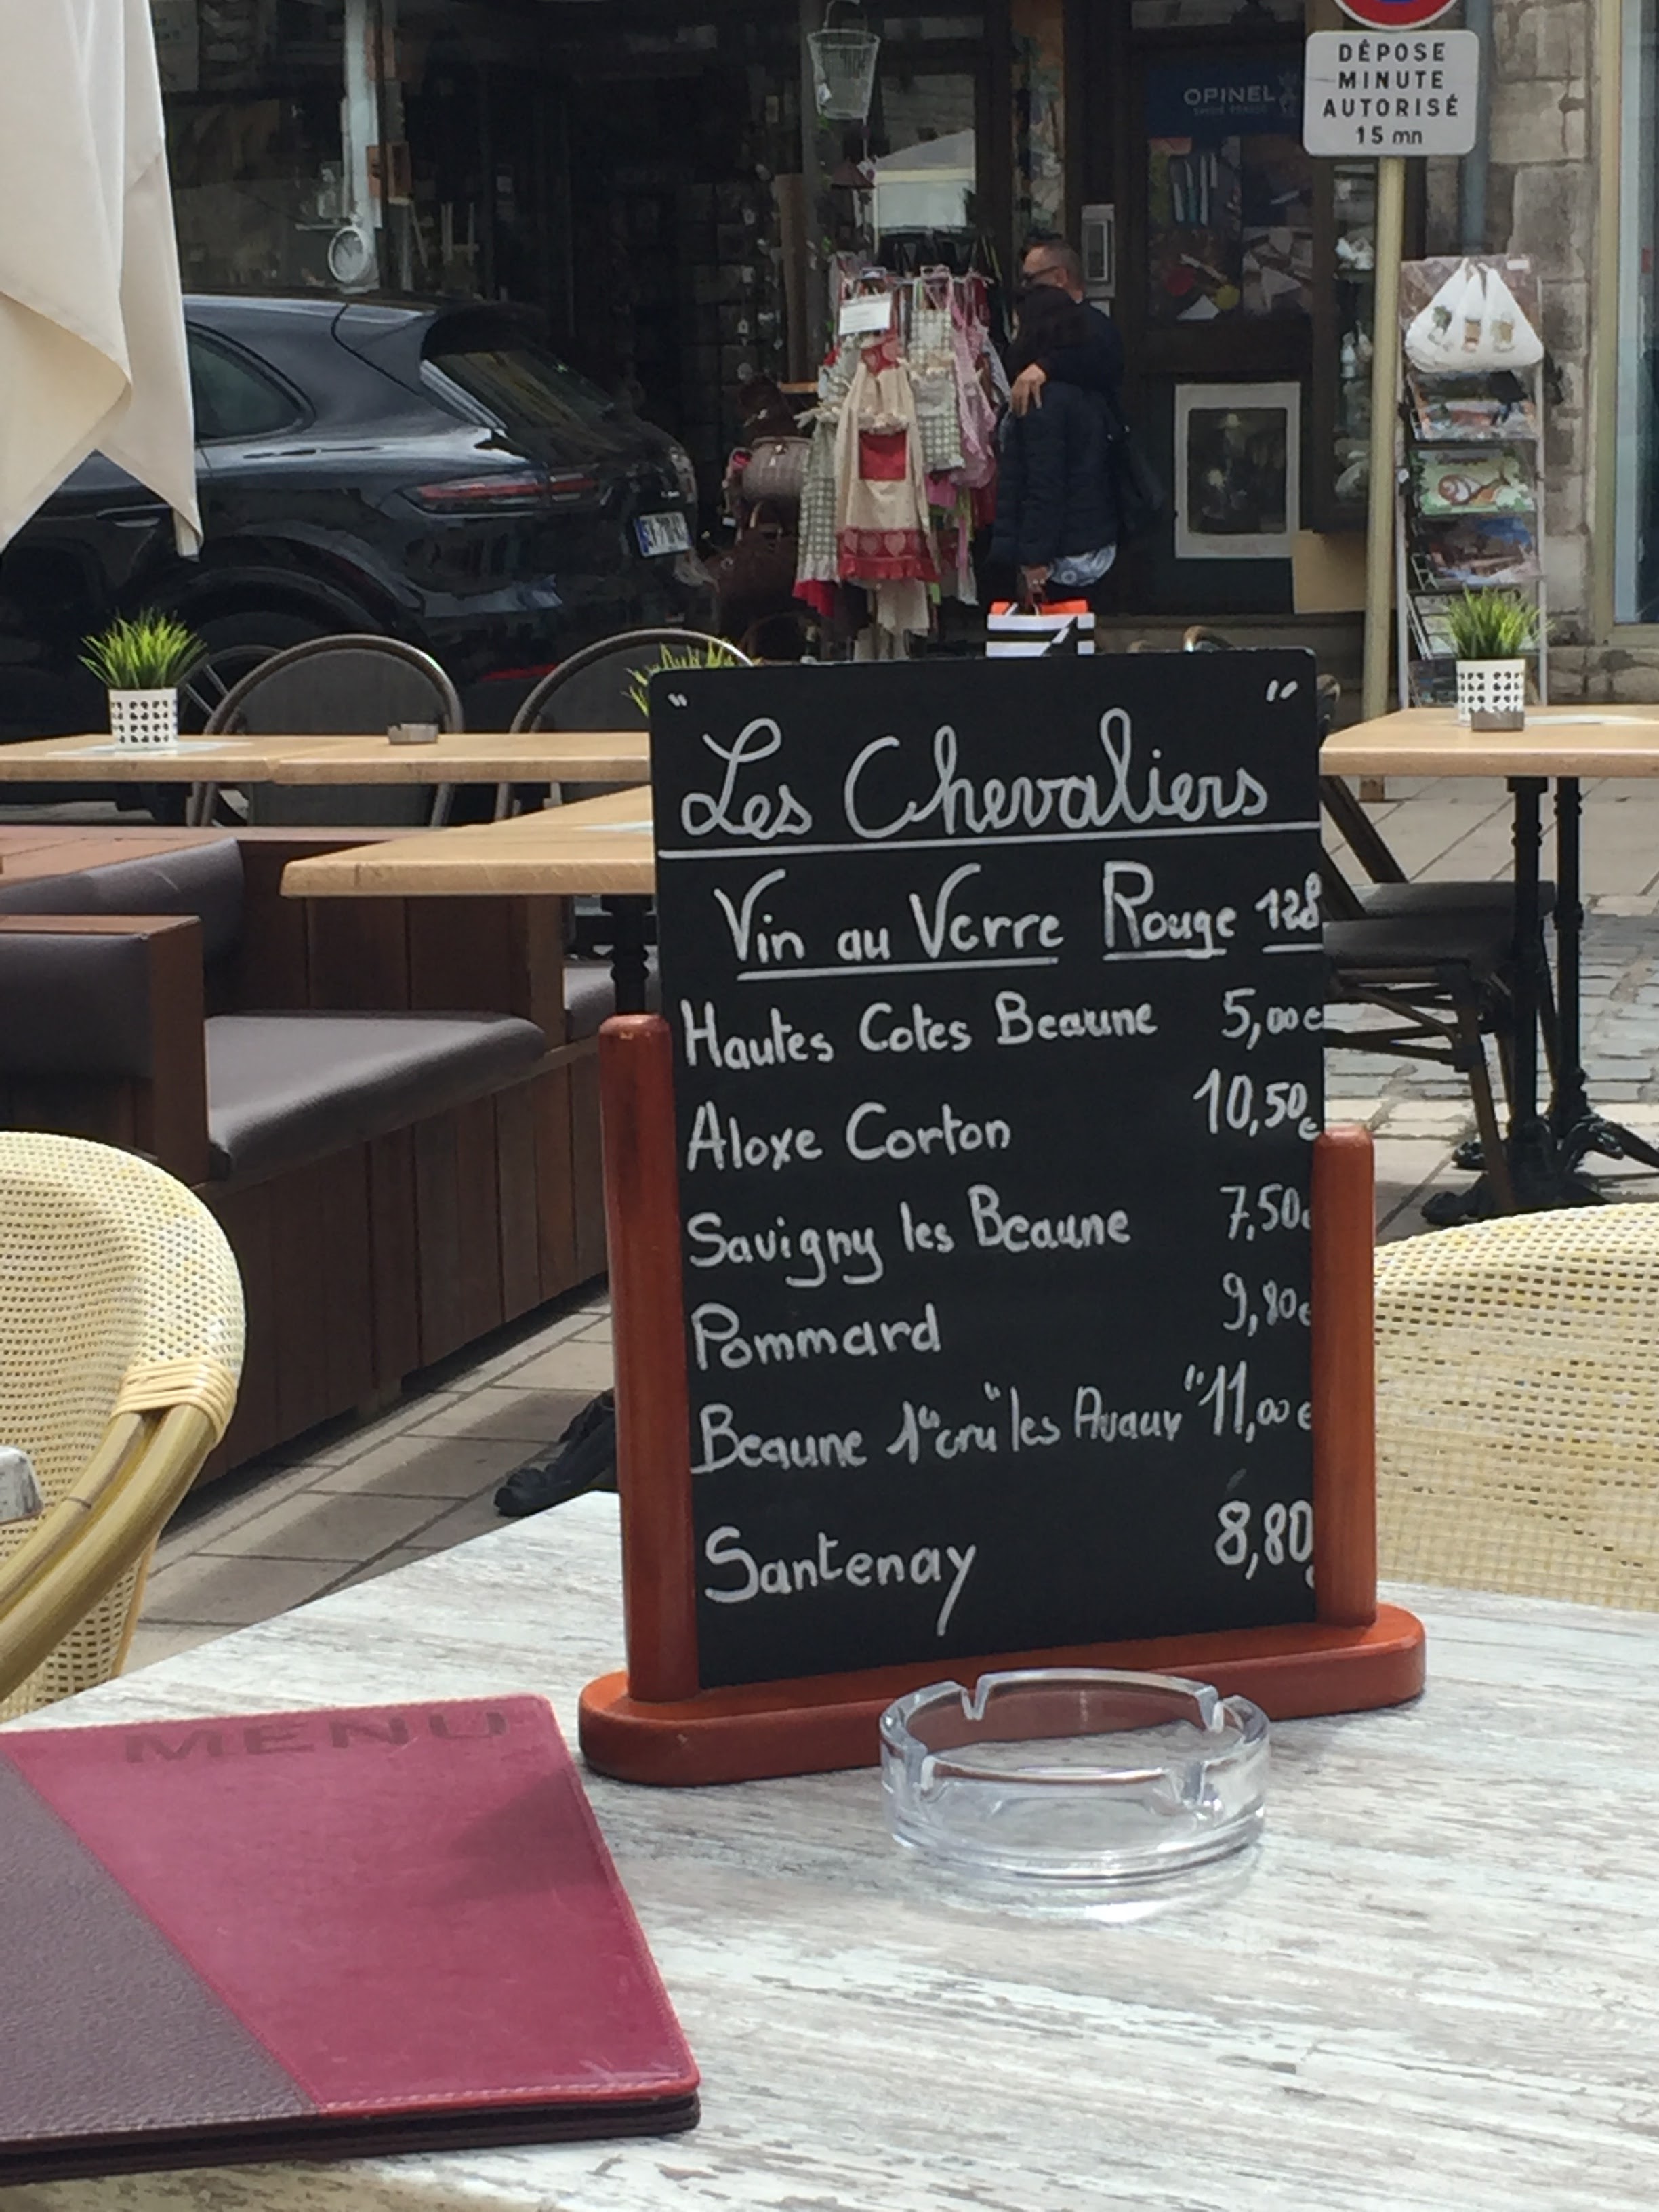 DÉPOSE
MINUTE
AUTORISÉ
15 mn
OPINEL
" "
Les Chevaliers
Vin au Verre Rouge 12cl
Hautes Cotes Beaune 5,00€
Aloxe Corton 10,50€
Savigny les Beaune 7,50€
Pommard 9,80€
Beaune 1er cru "les Avaux" 11,00€
Santenay 8,80€
MENU